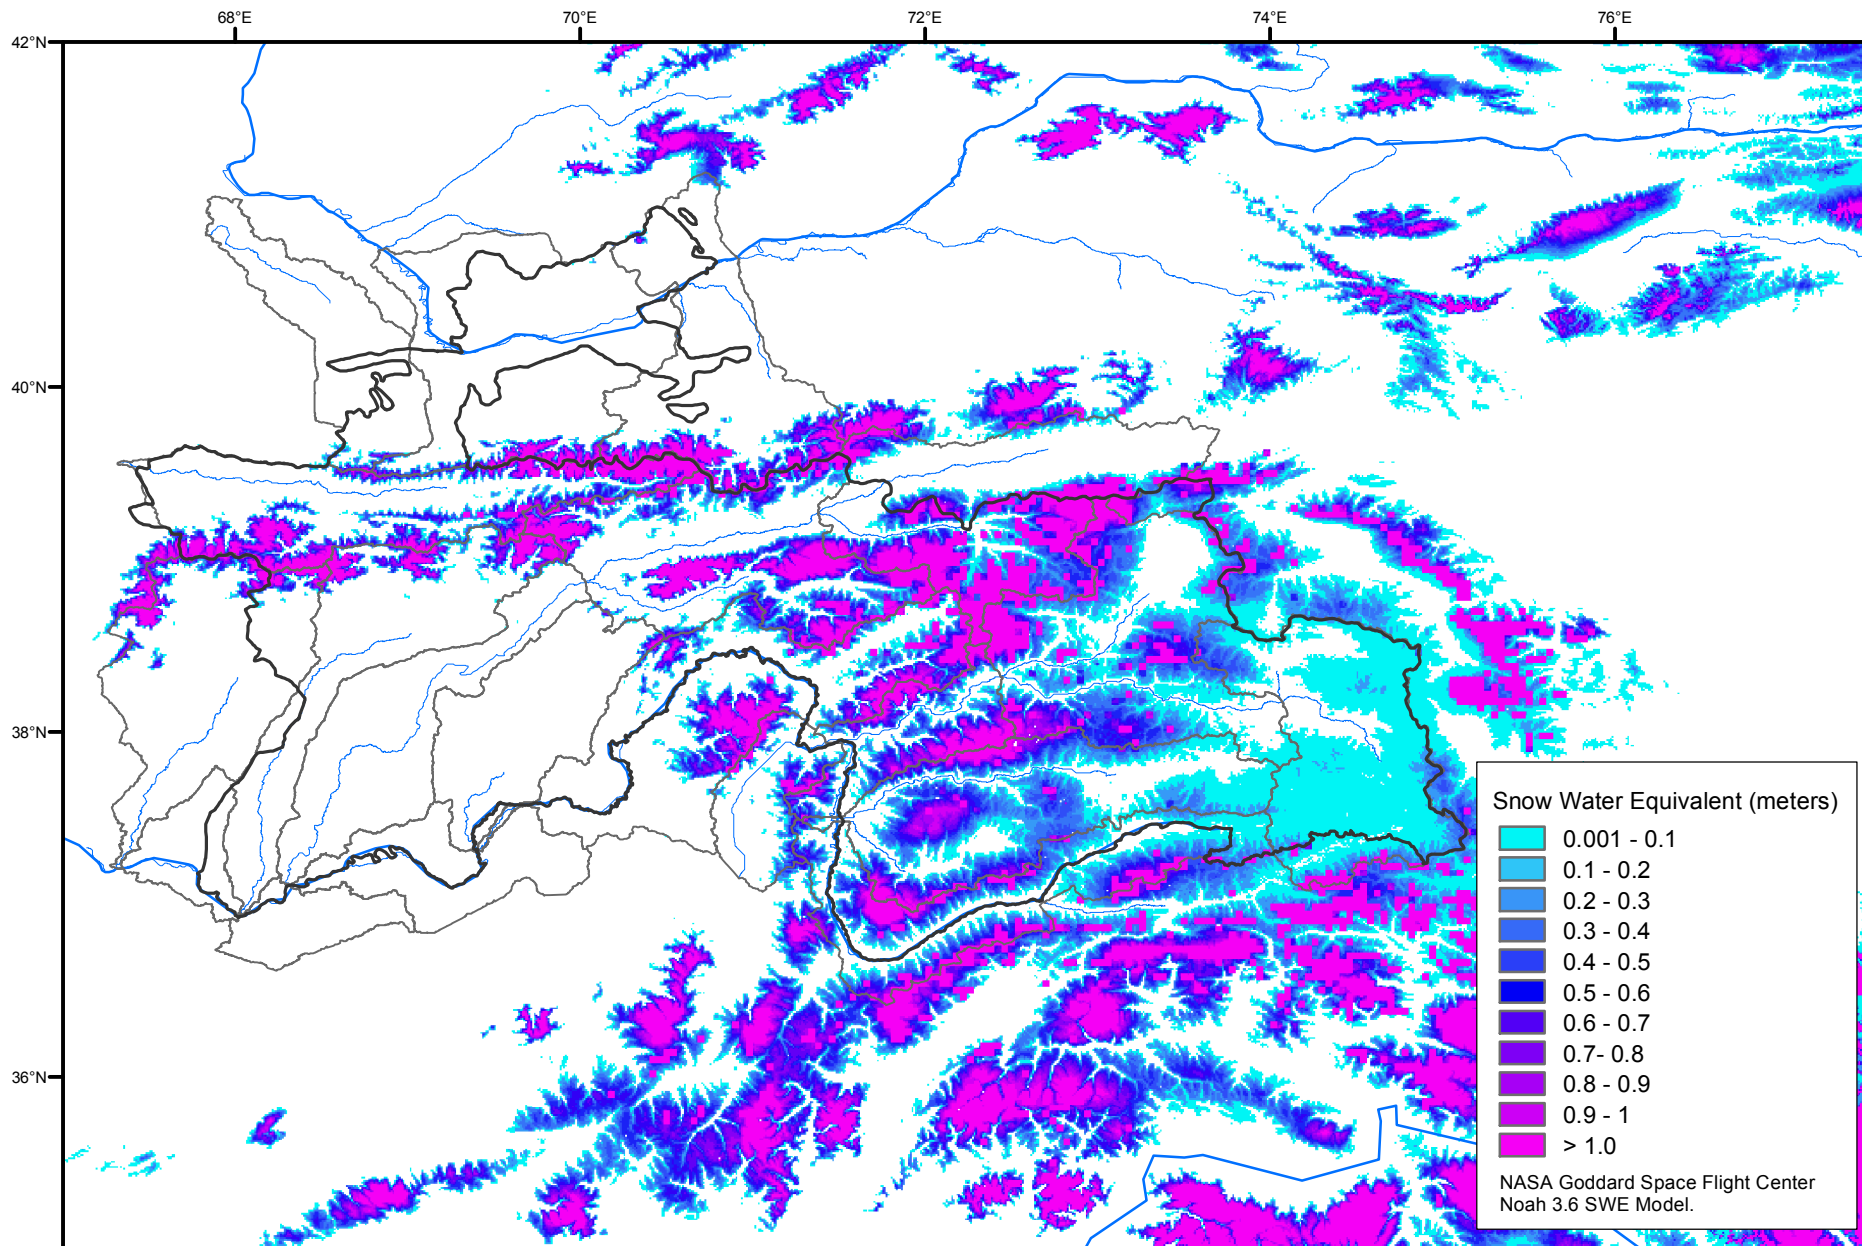 68°E
70°E
72°E
74°E
76°E
42°N
40°N
38°N
36°N
Snow Water Equivalent (meters)
0.001 - 0.1
0.1 - 0.2
0.2 - 0.3
0.3 - 0.4
0.4 - 0.5
0.5 - 0.6
0.6 - 0.7
0.7- 0.8
0.8 - 0.9
0.9 - 1
> 1.0
NASA Goddard Space Flight Center
Noah 3.6 SWE Model.